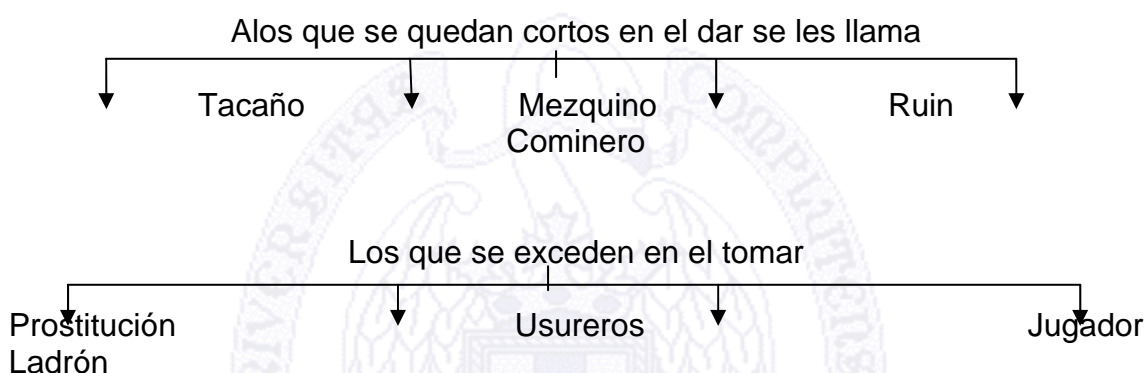 Alos que se quedan cortos en el dar se les llama
Tacaño Mezquino Ruin
Cominero
Los que se exceden en el tomar
Prostitución Usureros Jugador
Ladrón